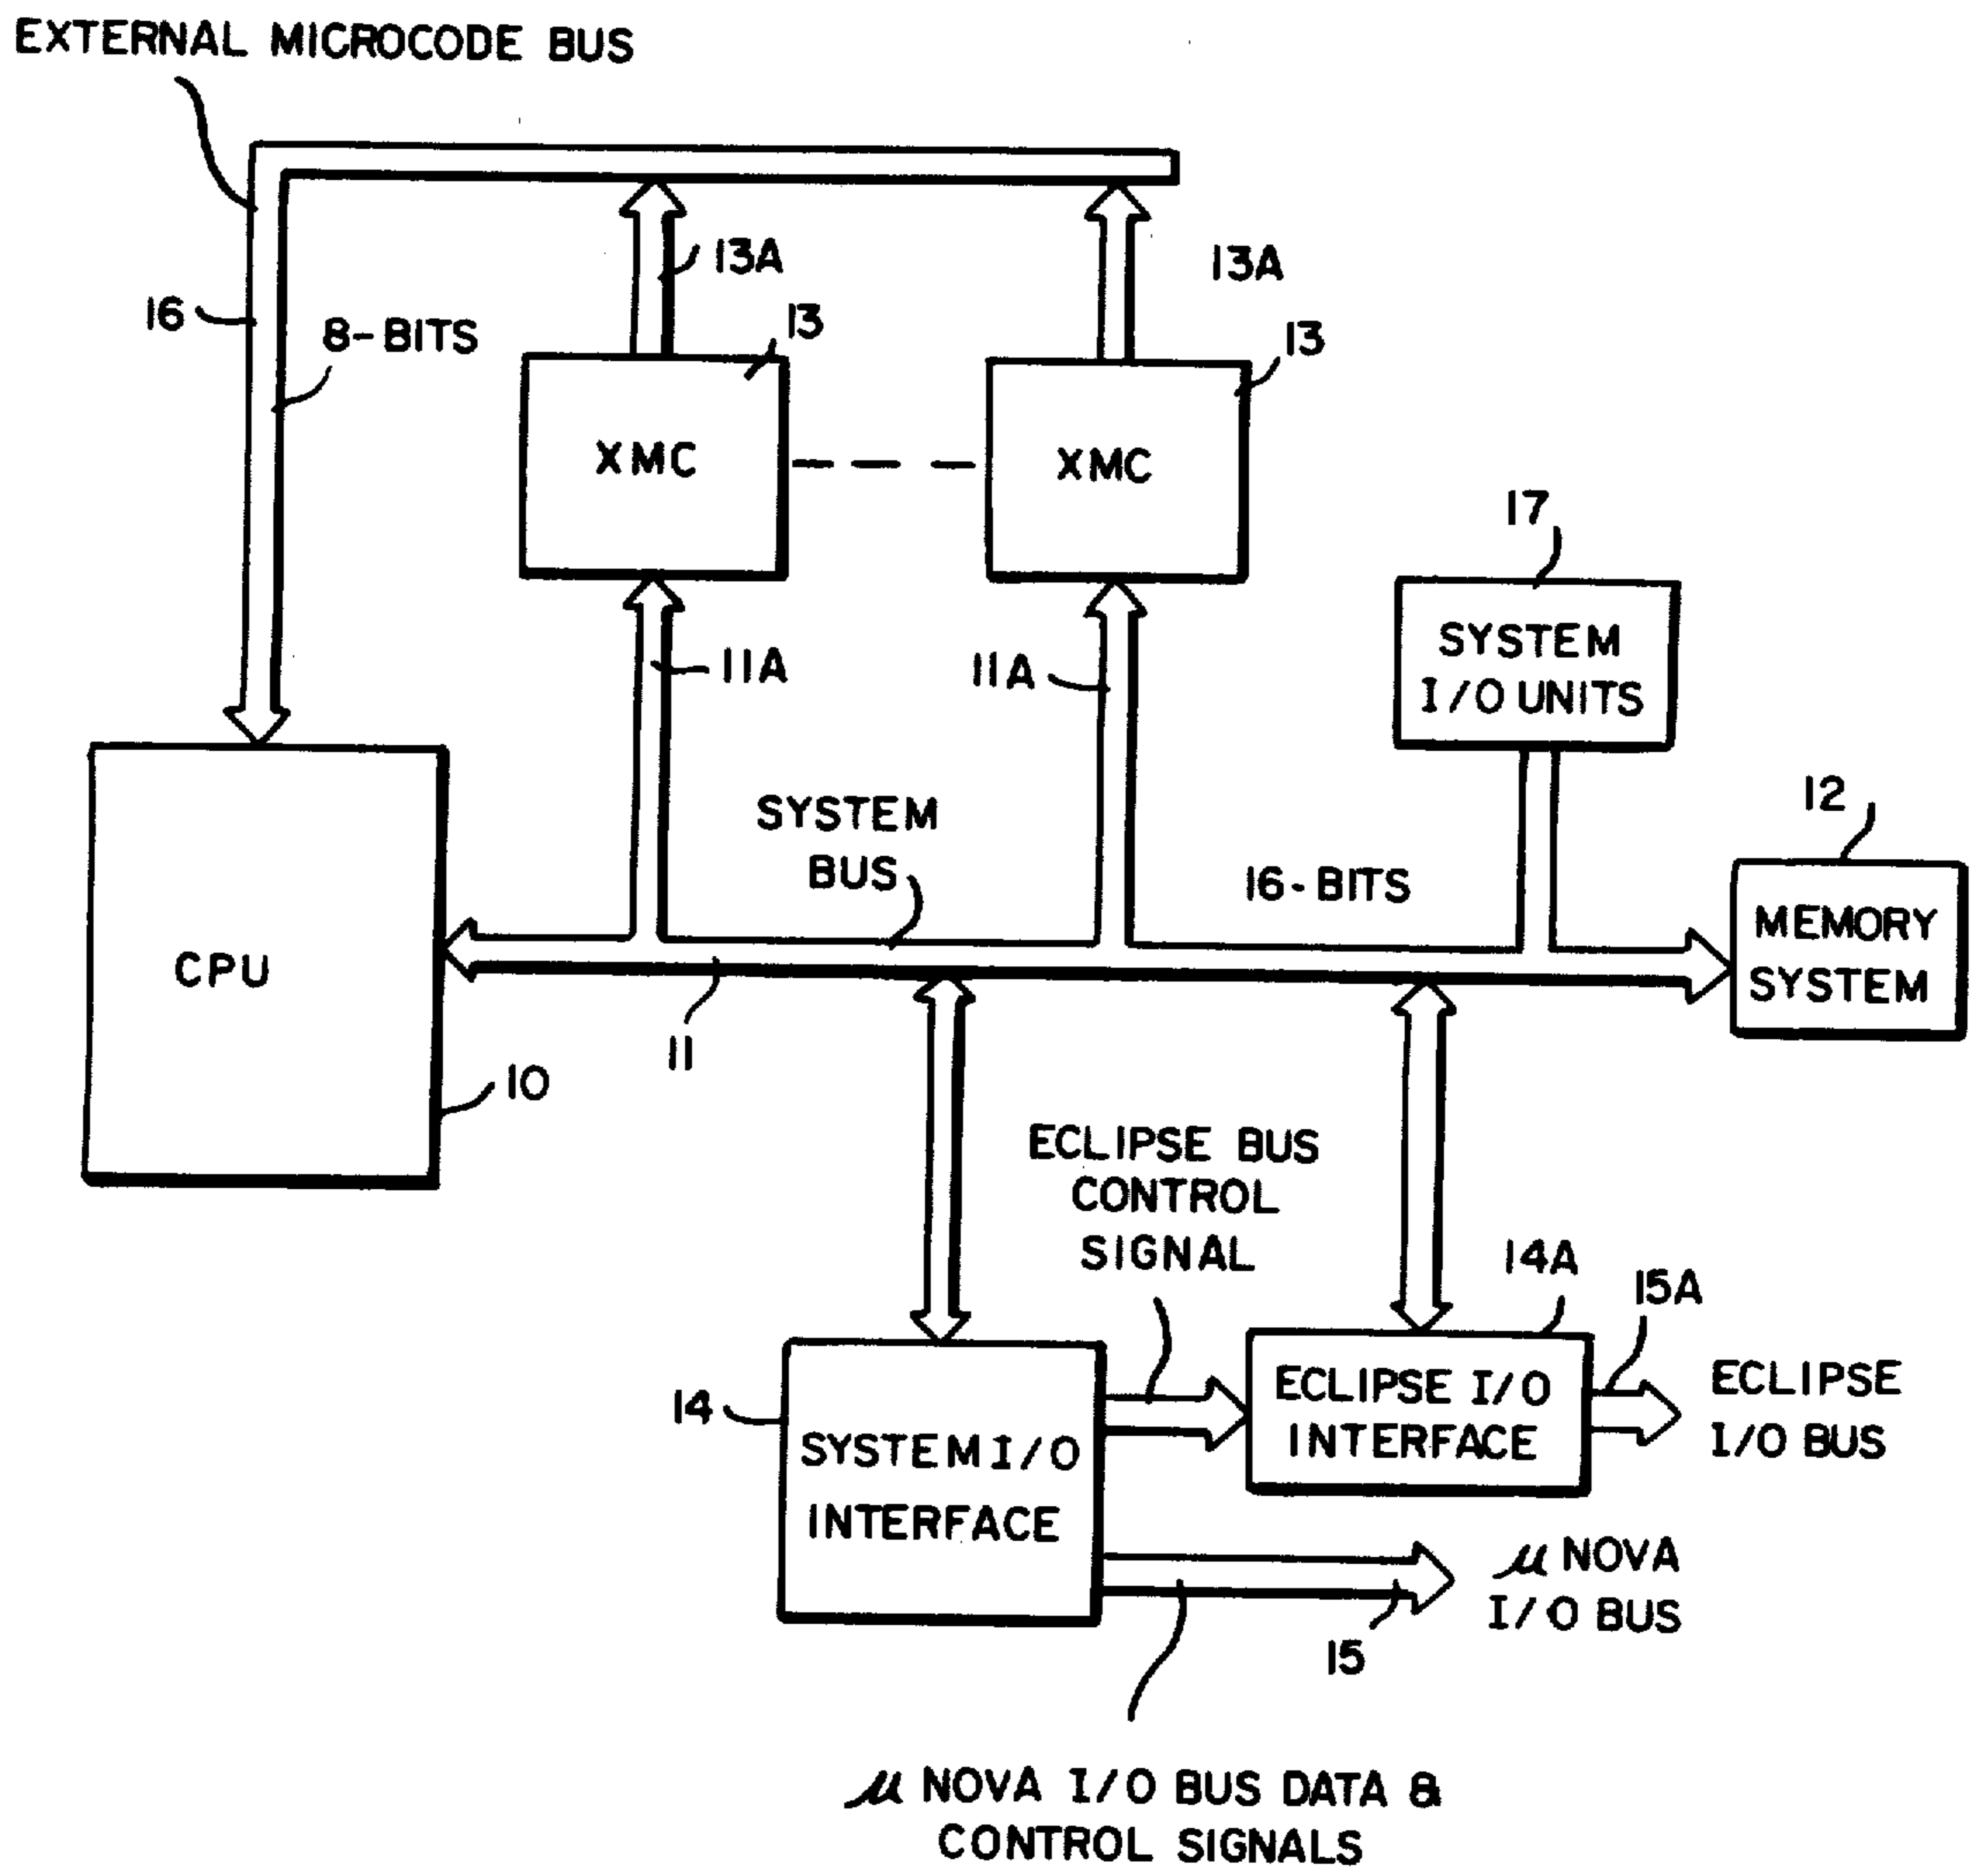 EXTERNAL MICROCODE BUS
13A
13A
16
8-BITS
13
13
XMC
XMC
17
SYSTEM
I/O UNITS
11A
11A
12
SYSTEM
BUS
16-BITS
MEMORY
SYSTEM
CPU
11
10
ECLIPSE BUS
CONTROL
SIGNAL
14A
15A
14
ECLIPSE I/O
INTERFACE
ECLIPSE
I/O BUS
SYSTEM I/O
INTERFACE
μ NOVA
I/O BUS
15
μ NOVA I/O BUS DATA &
CONTROL SIGNALS